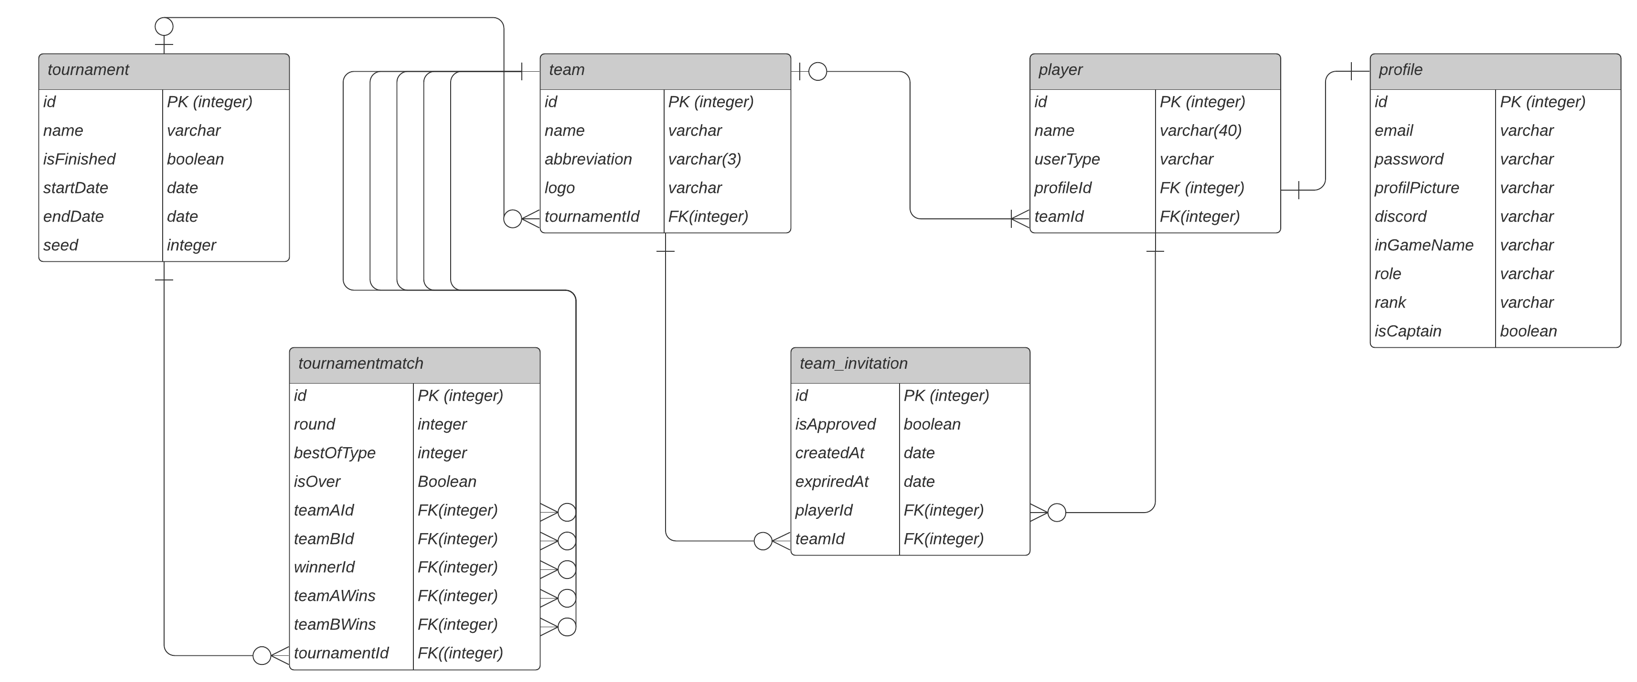 tournament
id PK (integer)
name varchar
isFinished boolean
startDate date
endDate date
seed integer
team
id PK (integer)
name varchar
abbreviation varchar(3)
logo varchar
tournamentId FK(integer)
player
id PK (integer)
name varchar(40)
userType varchar
profileId FK (integer)
teamId FK(integer)
profile
id PK (integer)
email varchar
password varchar
profilPicture varchar
discord varchar
inGameName varchar
role varchar
rank varchar
isCaptain boolean
tournamentmatch
id PK (integer)
round integer
bestOfType integer
isOver Boolean
teamAId FK(integer)
teamBId FK(integer)
winnerId FK(integer)
teamAWins FK(integer)
teamBWins FK(integer)
tournamentId FK((integer)
team_invitation
id PK (integer)
isApproved boolean
createdAt date
expriredAt date
playerId FK(integer)
teamId FK(integer)